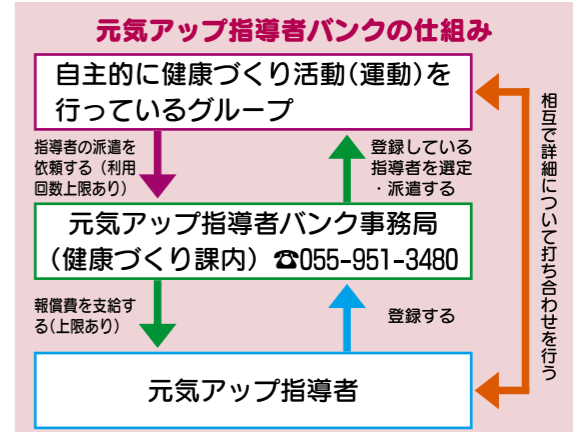 元気アップ指導者バンクの仕組み
自主的に健康づくり活動(運動)を
行っているグループ
指導者の派遣を
依頼する(利用
回数上限あり)
登録している
指導者を選定
・派遣する
元気アップ指導者バンク事務局
(健康づくり課内) ☎055-951-3480
報償費を支給す
る(上限あり)
登録する
元気アップ指導者
相互で詳細について打ち合わせを行う